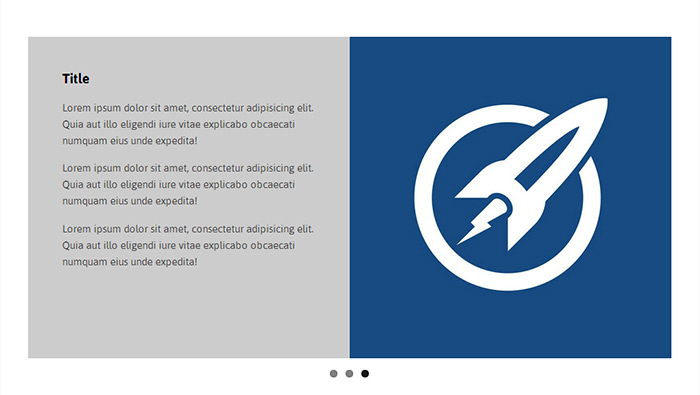 Title
Lorem ipsum dolor sit amet, consectetur adipisicing elit.
Quia aut illo eligendi iure vitae explicabo obcaecati
numquam eius unde expedita!
Lorem ipsum dolor sit amet, consectetur adipisicing elit.
Quia aut illo eligendi iure vitae explicabo obcaecati
numquam eius unde expedita!
Lorem ipsum dolor sit amet, consectetur adipisicing elit.
Quia aut illo eligendi iure vitae explicabo obcaecati
numquam eius unde expedita!